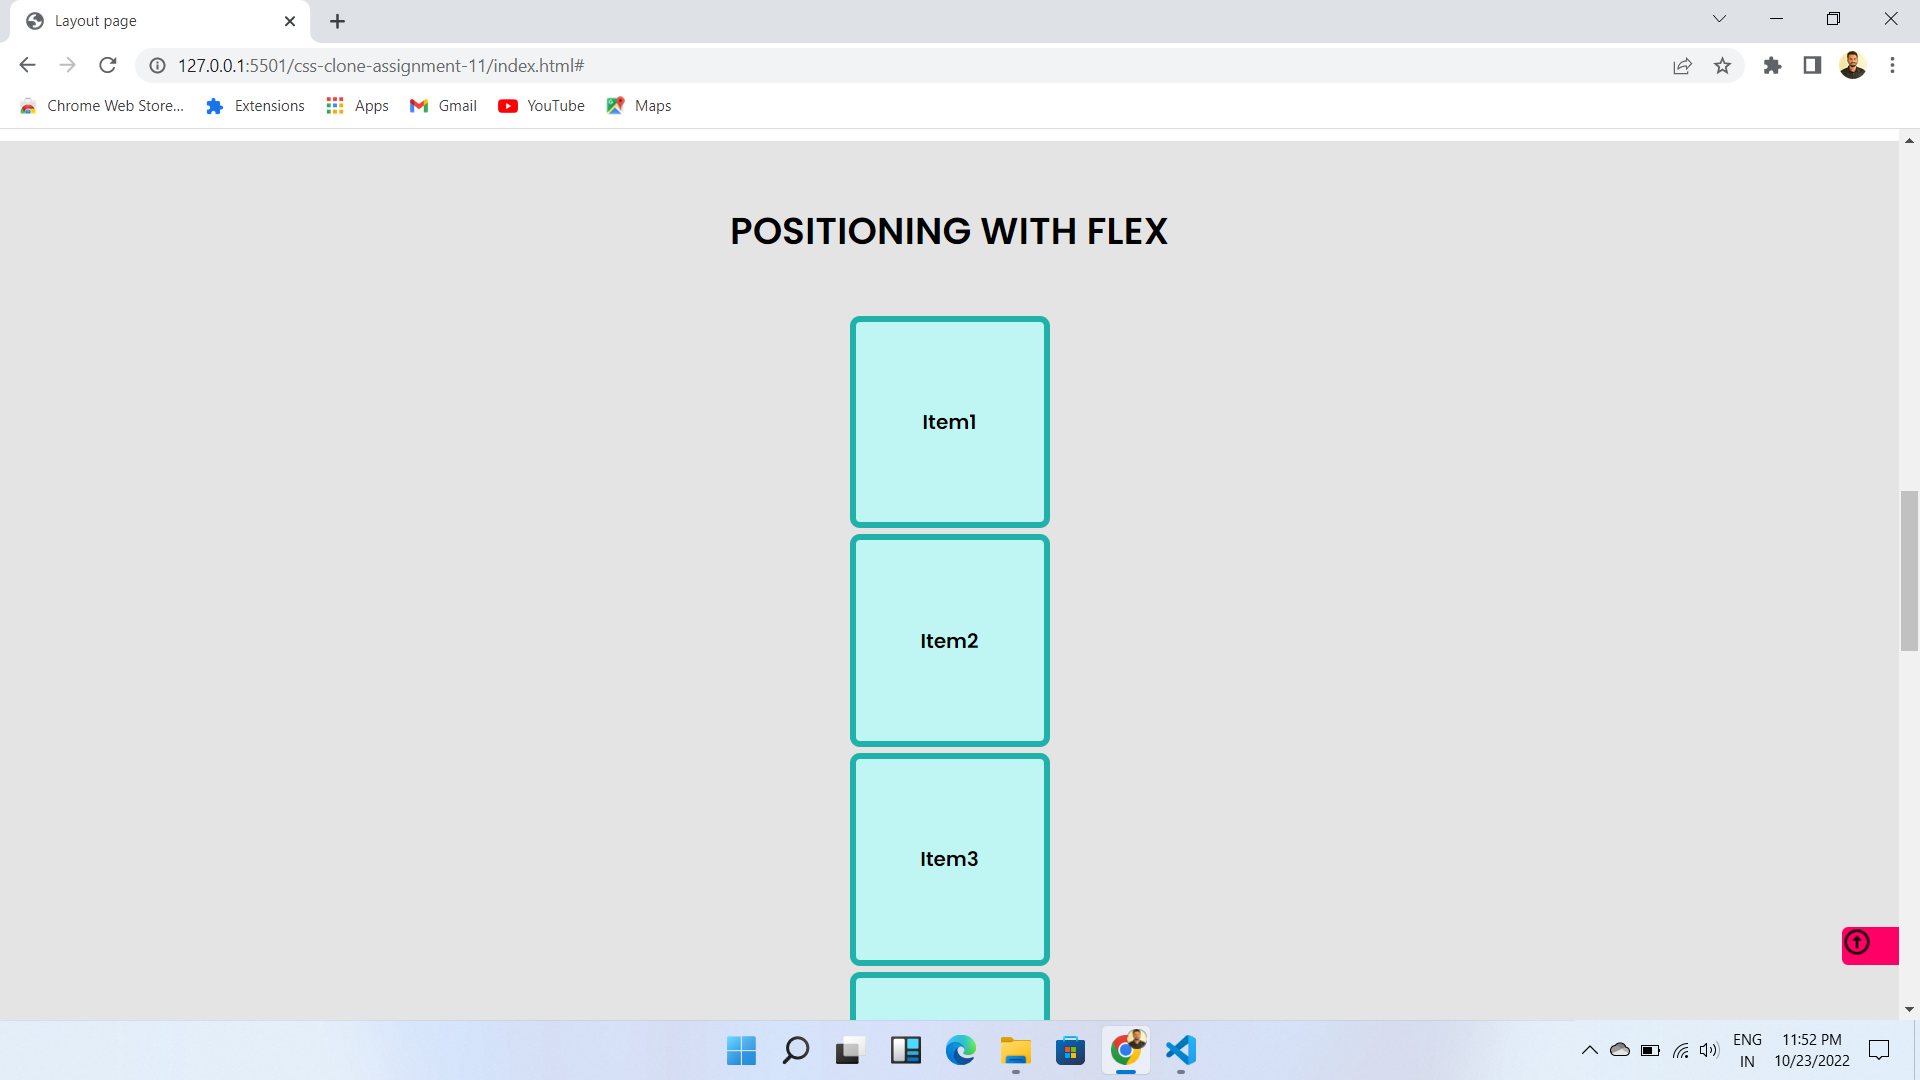 Layout page
127.0.0.1:5501/css-clone-assignment-11/index.html#
Chrome Web Store...
Extensions
Apps
Gmail
YouTube
Maps
POSITIONING WITH FLEX
Item1
Item2
Item3
ENG
IN
11:52 PM
10/23/2022